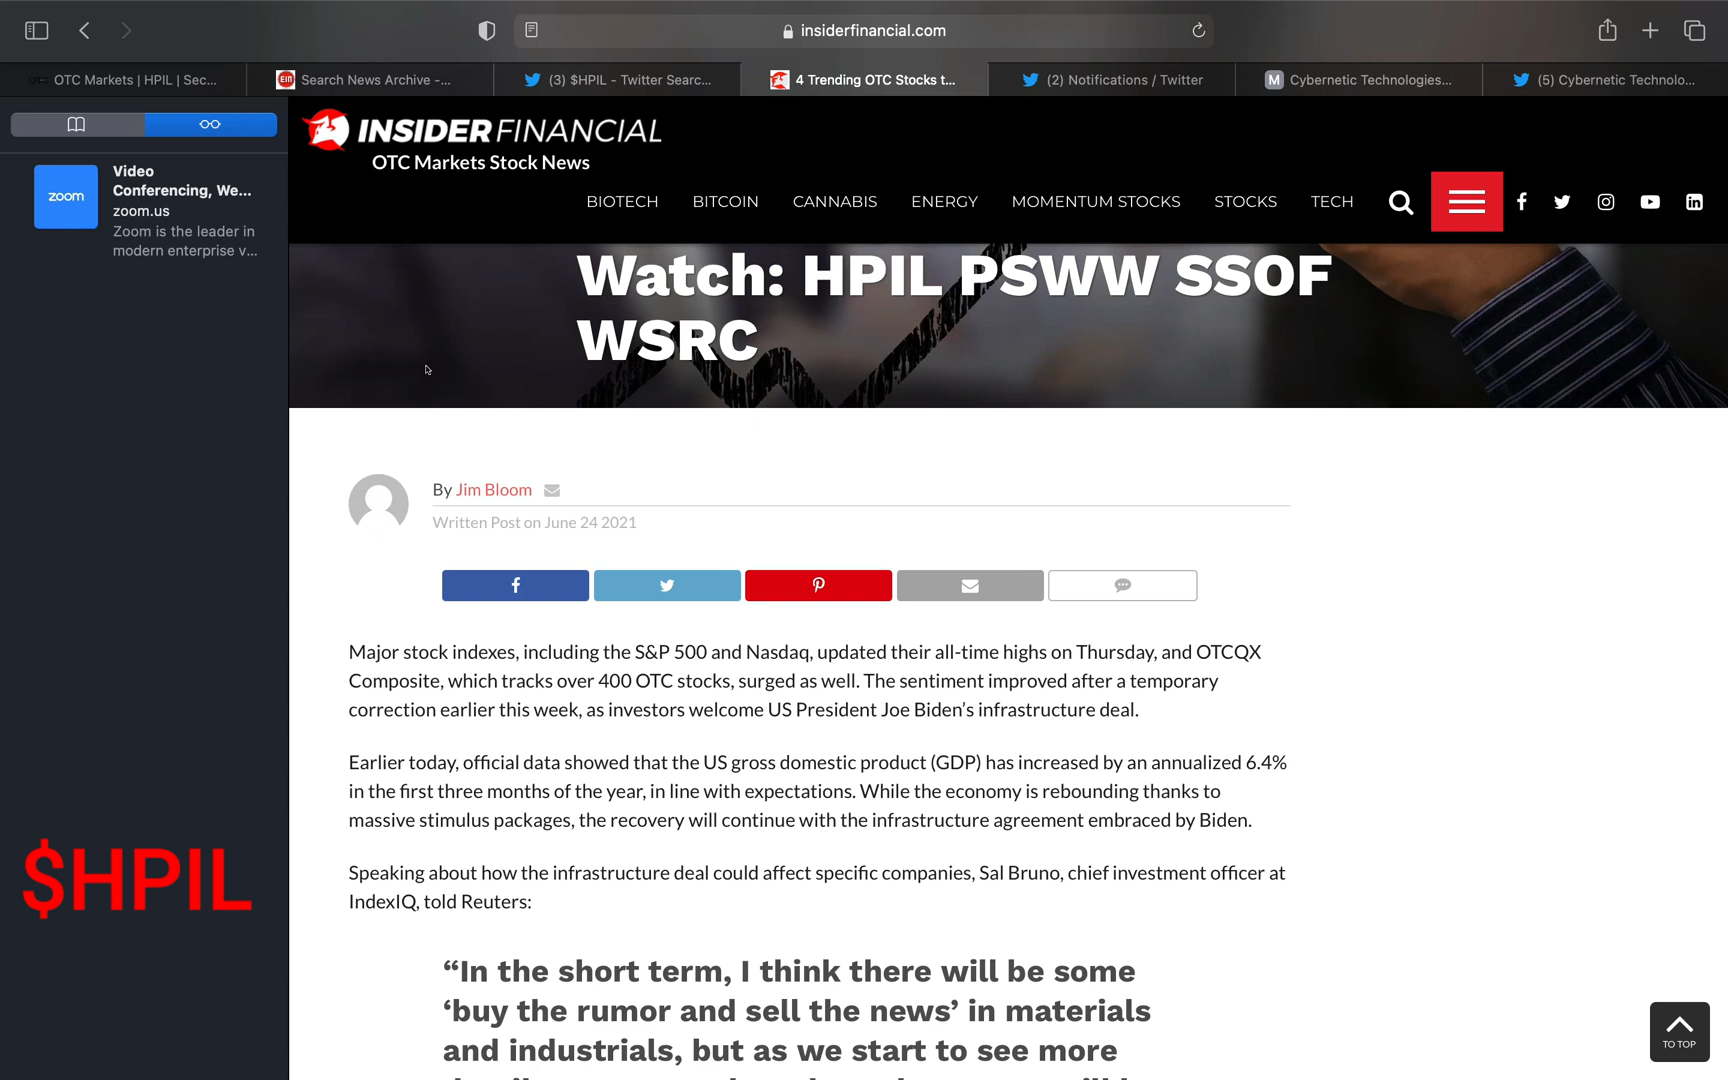 insiderfinancial.com
OTC Markets | HPIL | Sec...
Search News Archive -...
(3) $HPIL - Twitter Searc...
4 Trending OTC Stocks t...
(2) Notifications / Twitter
M Cybernetic Technologies...
(5) Cybernetic Technolo...
zoom
Video
Conferencing, We...
zoom.us
Zoom is the leader in
modern enterprise v...
$HPIL
INSIDER FINANCIAL
OTC Markets Stock News
BIOTECH BITCOIN CANNABIS ENERGY MOMENTUM STOCKS STOCKS TECH
Watch: HPIL PSWW SSOF
WSRC
By Jim Bloom
Written Post on June 24 2021
Major stock indexes, including the S&P 500 and Nasdaq, updated their all-time highs on Thursday, and OTCQX
Composite, which tracks over 400 OTC stocks, surged as well. The sentiment improved after a temporary
correction earlier this week, as investors welcome US President Joe Biden’s infrastructure deal.
Earlier today, official data showed that the US gross domestic product (GDP) has increased by an annualized 6.4%
in the first three months of the year, in line with expectations. While the economy is rebounding thanks to
massive stimulus packages, the recovery will continue with the infrastructure agreement embraced by Biden.
Speaking about how the infrastructure deal could affect specific companies, Sal Bruno, chief investment officer at
IndexIQ, told Reuters:
“In the short term, I think there will be some
‘buy the rumor and sell the news’ in materials
and industrials, but as we start to see more
TO TOP